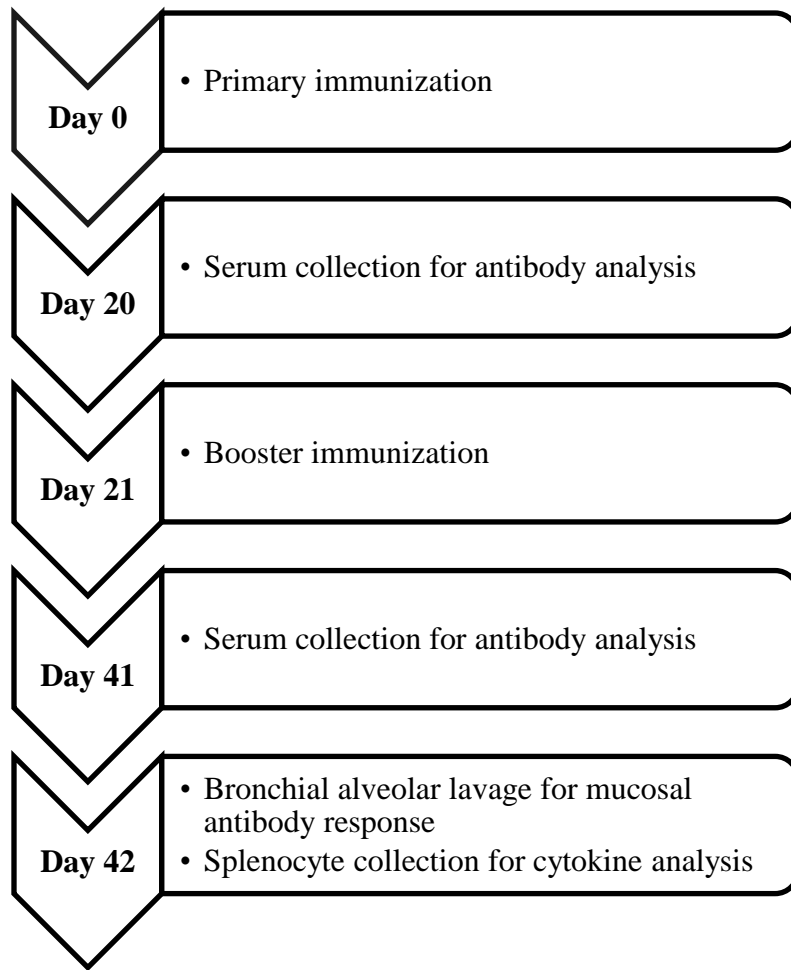 Day 0
• Primary immunization
Day 20
• Serum collection for antibody analysis
Day 21
• Booster immunization
Day 41
• Serum collection for antibody analysis
Day 42
• Bronchial alveolar lavage for mucosal
antibody response
• Splenocyte collection for cytokine analysis